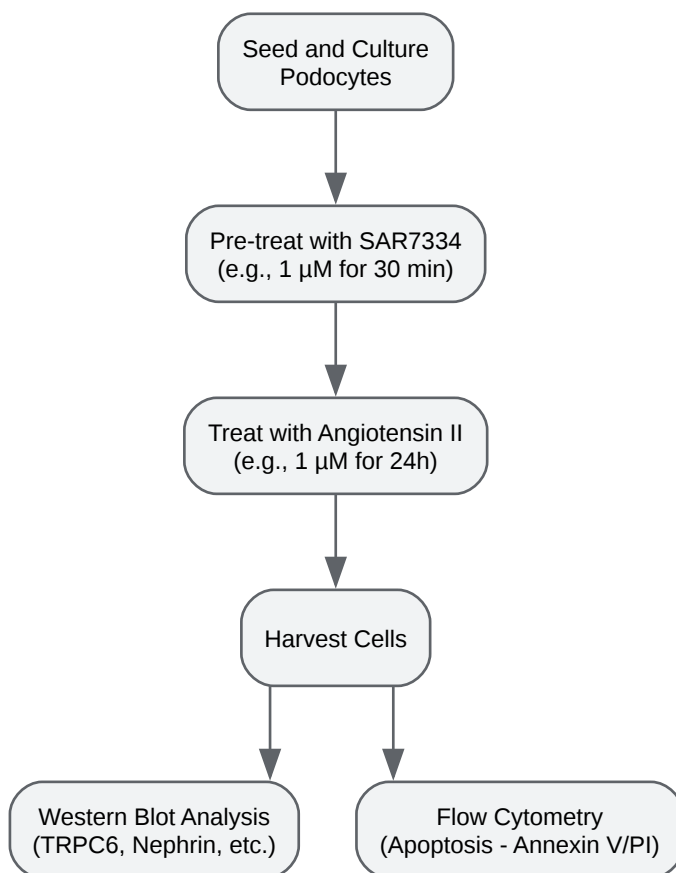 Seed and Culture
Podocytes
Pre-treat with SAR7334
(e.g., 1 µM for 30 min)
Treat with Angiotensin II
(e.g., 1 µM for 24h)
Harvest Cells
Western Blot Analysis
(TRPC6, Nephrin, etc.)
Flow Cytometry
(Apoptosis - Annexin V/PI)